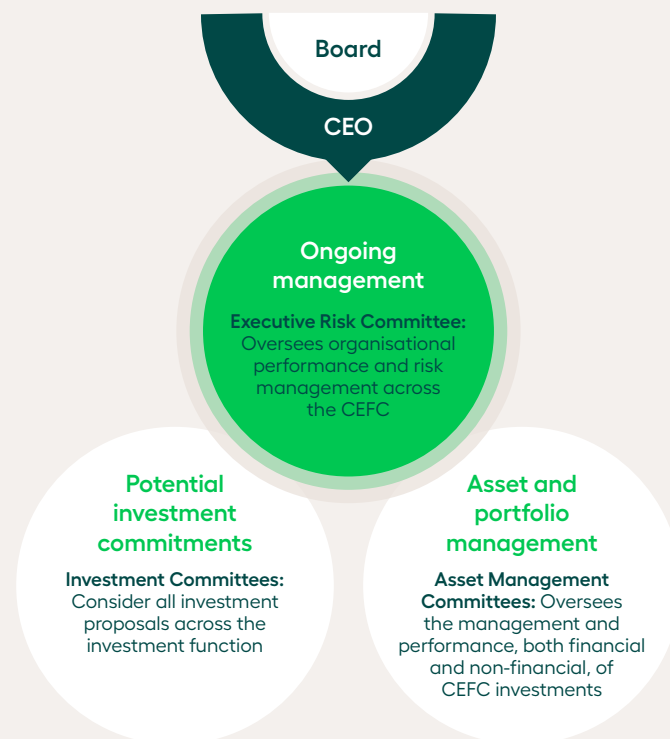 Board
CEO
Ongoing
management
Executive Risk Committee:
Oversees organisational
performance and risk
management across
the CEFC
Potential
investment
commitments
Investment Committees:
Consider all investment
proposals across the
investment function
Asset and
portfolio
management
Asset Management
Committees: Oversees
the management and
performance, both financial
and non-financial, of
CEFC investments